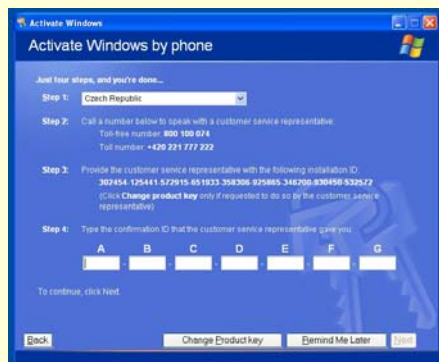 Activate Windows
Activate Windows by phone
Just four steps, and you're done...
Step 1: Czech Republic
Step 2: Call a number below to speak with a customer service representative:
Toll-free number: 800 100 074
Toll number: +420 221 777 222
Step 3: Provide the customer service representative with the following installation ID:
302454-125441-572915-651933-358306-925865-346200-930450-532572
(Click Change product key only if requested to do so by the customer service
representative)
Step 4: Type the confirmation ID that the customer service representative gave you.
A B C D E F G
To continue, click Next.
Back Change Product key Remind Me Later Next